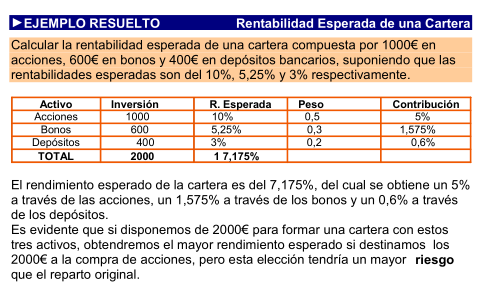 ►EJEMPLO RESUELTO Rentabilidad Esperada de una Cartera
Calcular la rentabilidad esperada de una cartera compuesta por 1000€ en
acciones, 600€ en bonos y 400€ en depósitos bancarios, suponiendo que las
rentabilidades esperadas son del 10%, 5,25% y 3% respectivamente.
Activo Inversión R. Esperada Peso Contribución
Acciones 1000 10% 0,5 5%
Bonos 600 5,25% 0,3 1,575%
Depósitos 400 3% 0,2 0,6%
TOTAL 2000 1 7,175%
El rendimiento esperado de la cartera es del 7,175%, del cual se obtiene un 5%
a través de las acciones, un 1,575% a través de los bonos y un 0,6% a través
de los depósitos.
Es evidente que si disponemos de 2000€ para formar una cartera con estos
tres activos, obtendremos el mayor rendimiento esperado si destinamos los
2000€ a la compra de acciones, pero esta elección tendría un mayor riesgo
que el reparto original.